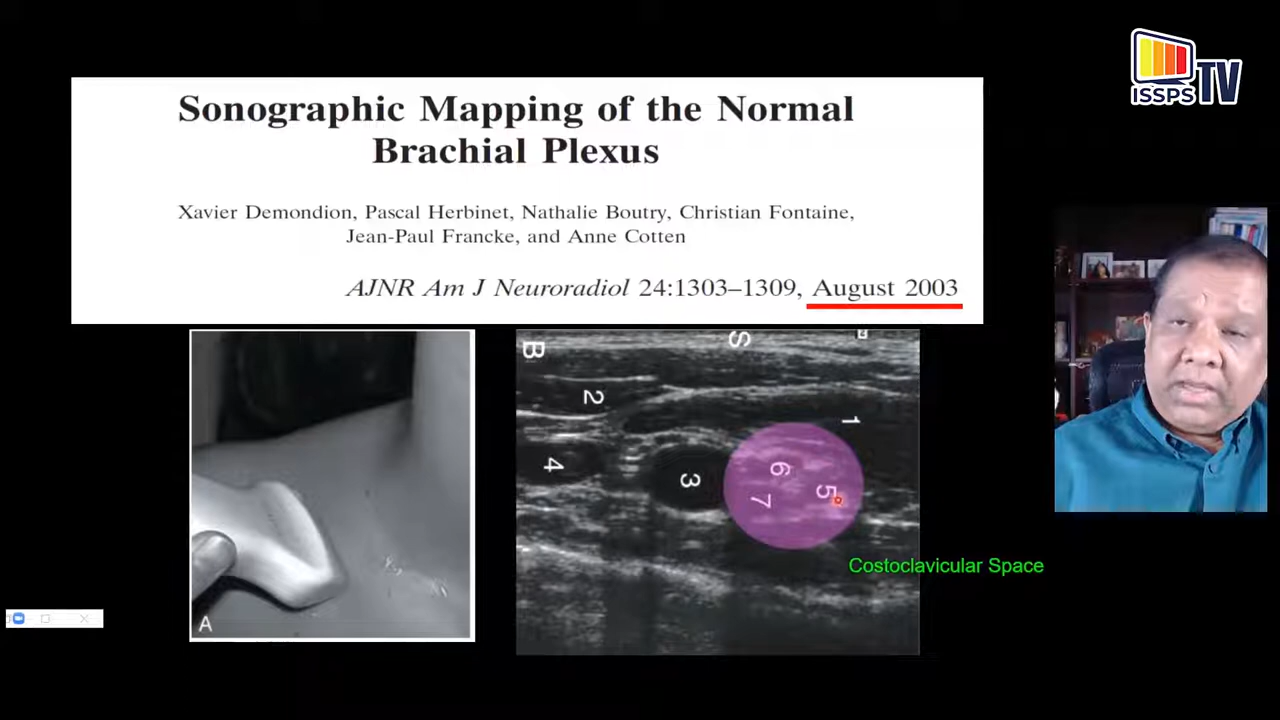 ISSPS TV
Sonographic Mapping of the Normal
Brachial Plexus
Xavier Demondion, Pascal Herbinet, Nathalie Boutry, Christian Fontaine,
Jean-Paul Francke, and Anne Cotten
AJNR Am J Neuroradiol 24:1303–1309, August 2003
A
B
S
2
1
4
3
6
5
7
Costoclavicular Space